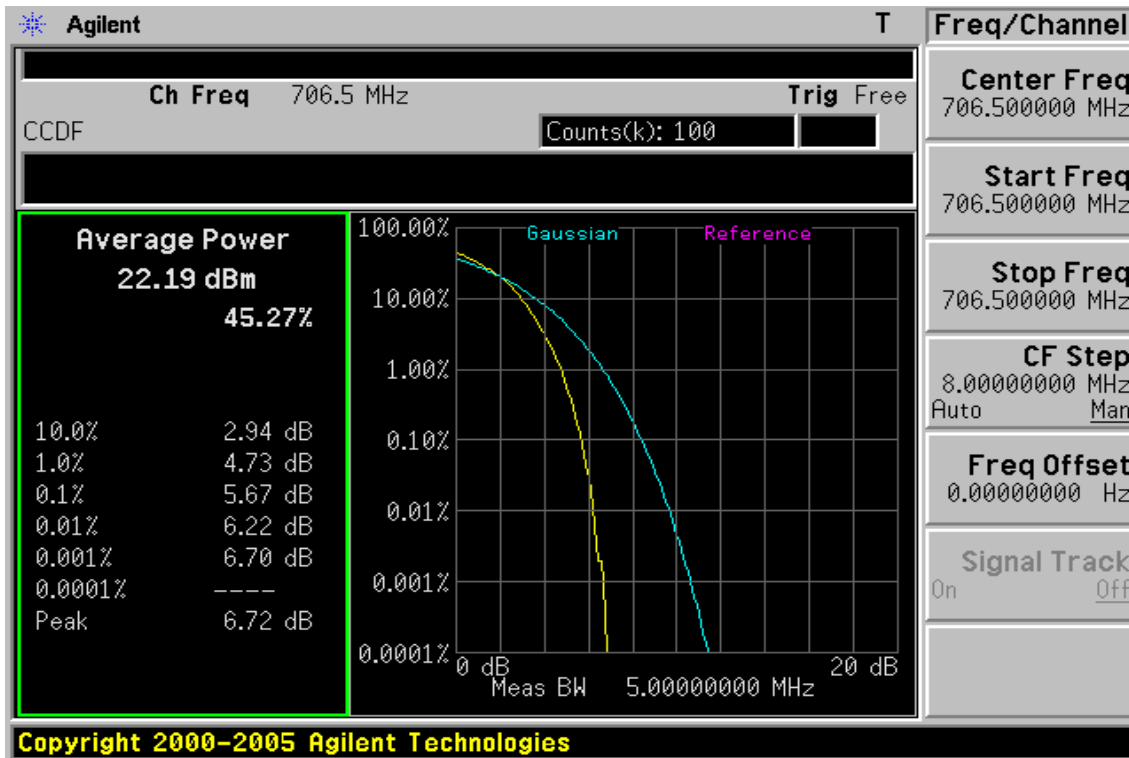 Agilent T
Ch Freq 706.5 MHz Trig Free
CCDF Counts(k): 100
Average Power
22.19 dBm
45.27%
10.0% 2.94 dB
1.0% 4.73 dB
0.1% 5.67 dB
0.01% 6.22 dB
0.001% 6.70 dB
0.0001% ----
Peak 6.72 dB
Gaussian Reference
100.00%
10.00%
1.00%
0.10%
0.01%
0.001%
0.0001%
0 dB 20 dB
Meas BW 5.00000000 MHz
Freq/Channel
Center Freq
706.500000 MHz
Start Freq
706.500000 MHz
Stop Freq
706.500000 MHz
CF Step
8.00000000 MHz
Auto Man
Freq Offset
0.00000000 Hz
Signal Track
On Off
Copyright 2000-2005 Agilent Technologies